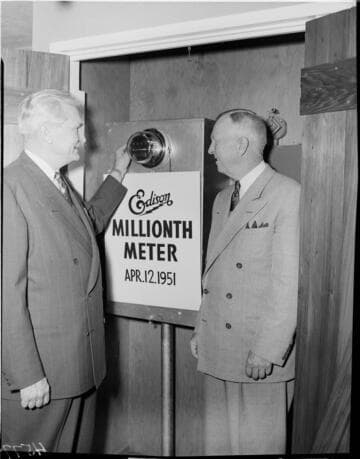 Edison
MILLIONTH
METER
APR. 12. 1951